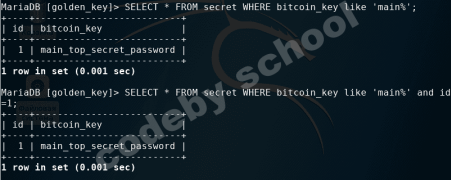 MariaDB [golden_key]> SELECT * FROM secret WHERE bitcoin_key like 'main%';
+----+--------------------------+
| id | bitcoin_key              |
+----+--------------------------+
|  1 | main_top_secret_password |
+----+--------------------------+
1 row in set (0.001 sec)
MariaDB [golden_key]> SELECT * FROM secret WHERE bitcoin_key like 'main%' and id
=1;
+----+--------------------------+
| id | bitcoin_key              |
+----+--------------------------+
|  1 | main_top_secret_password |
+----+--------------------------+
1 row in set (0.001 sec)
codeby school